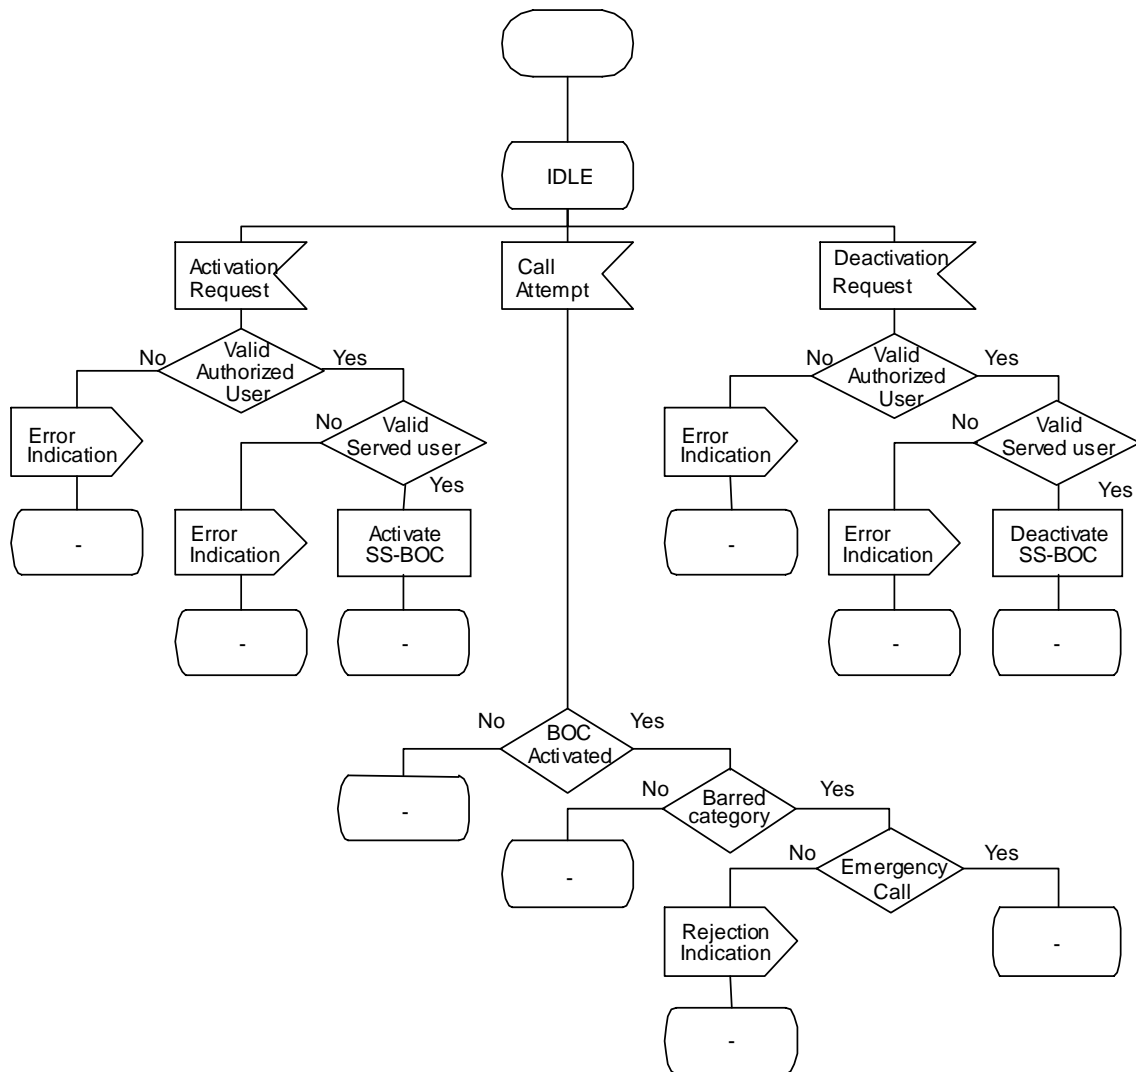 IDLE
Activation
Request
Call
Attempt
Deactivation
Request
No
Valid
Authorized
User
Yes
No
Valid
Authorized
User
Yes
Error
Indication
No
Valid
Served user
Yes
Error
Indication
No
Valid
Served user
Yes
-
Error
Indication
Activate
SS-BOC
-
Error
Indication
Deactivate
SS-BOC
-
-
-
-
No
BOC
Activated
Yes
-
No
Barred
category
Yes
-
No
Emergency
Call
Yes
Rejection
Indication
-
-